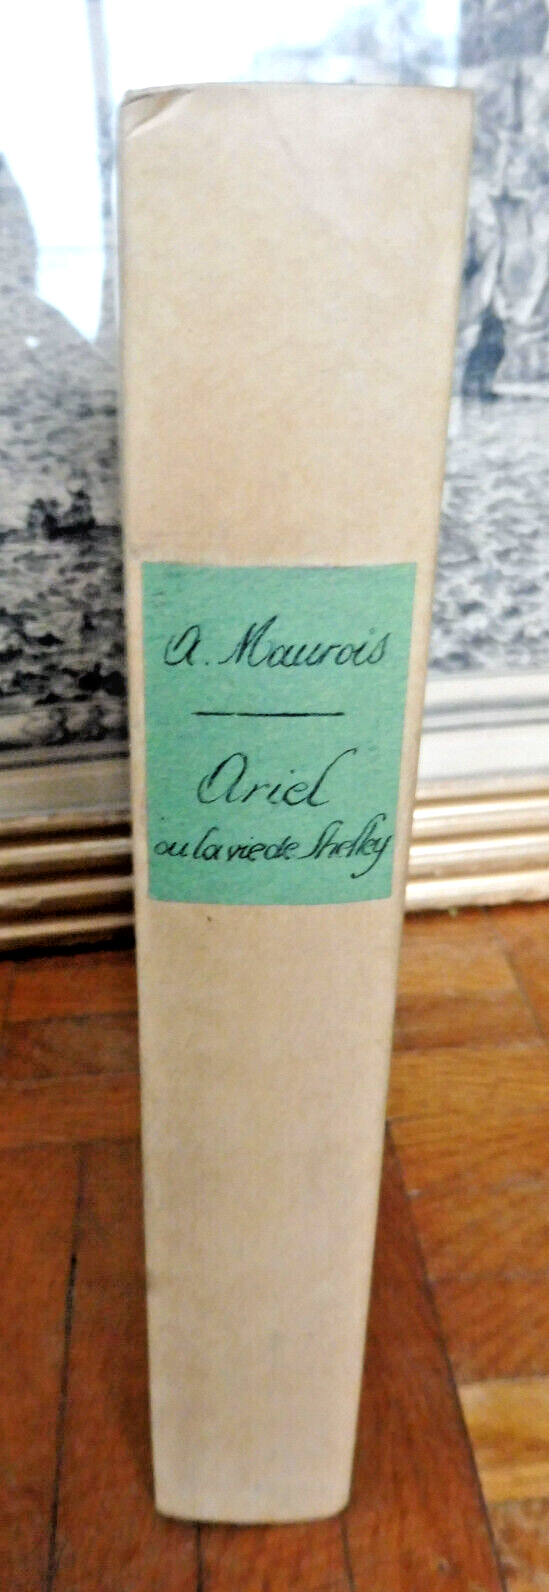 A. Maurois
Ariel
ou la vie de Shelley